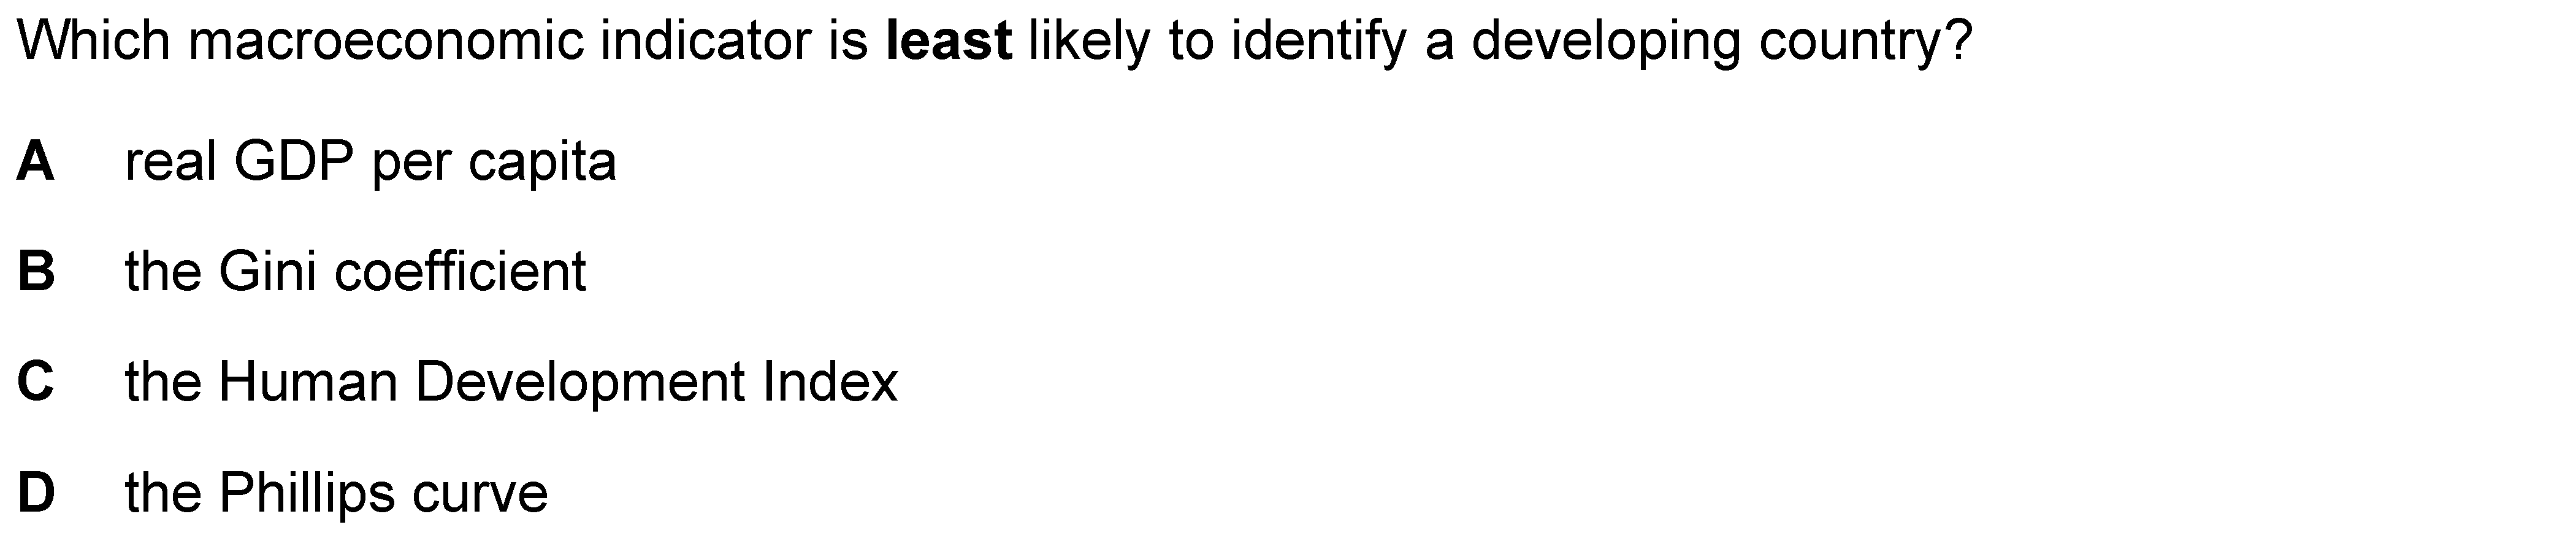 Which macroeconomic indicator is least likely to identify a developing country?
A real GDP per capita
B the Gini coefficient
C the Human Development Index
D the Phillips curve